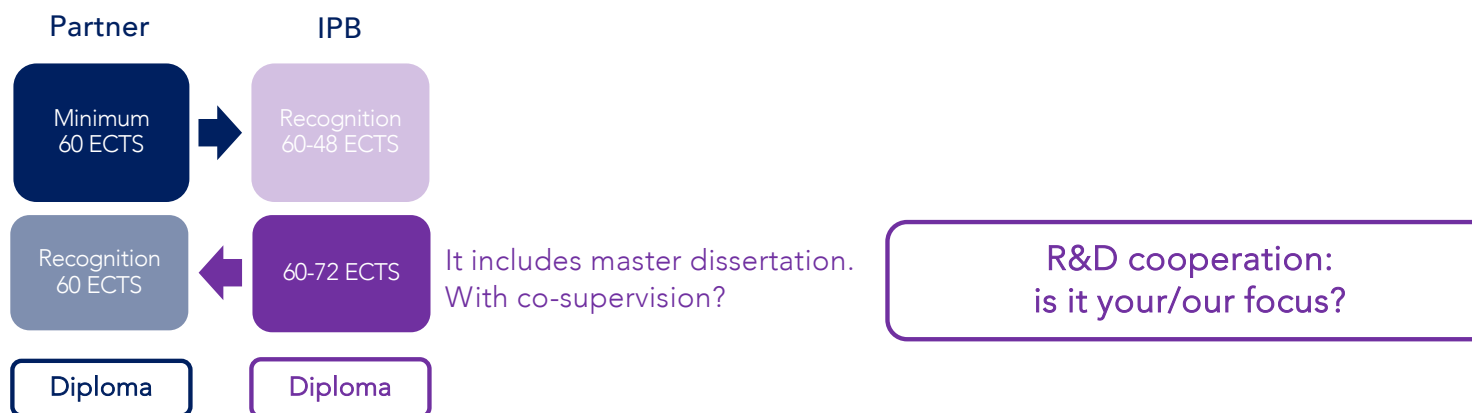 Partner
IPB
Minimum
60 ECTS
Recognition
60-48 ECTS
Recognition
60 ECTS
60-72 ECTS
It includes master dissertation.
With co-supervision?
R&D cooperation:
is it your/our focus?
Diploma
Diploma